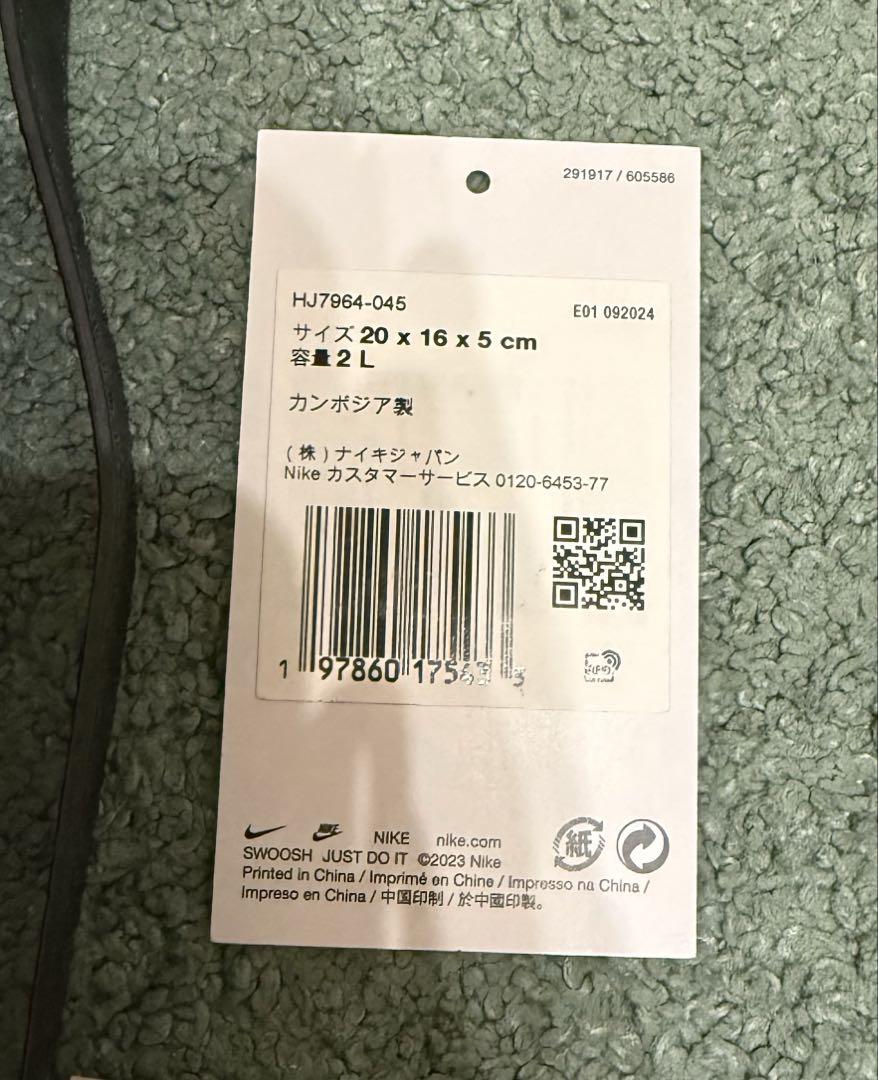 291917 / 605586
HJ7964-045
E01 092024
サイズ 20 x 16 x 5 cm
容量 2 L
カンボジア製
(株)ナイキジャパン
Nike カスタマーサービス 0120-6453-77
1 97860
紙
NIKE nike.com
SWOOSH JUST DO IT ©2023 Nike
Printed in China / Imprimé en Chine / Impresso na China /
Impreso en China / 中国印制 / 於中國印製。